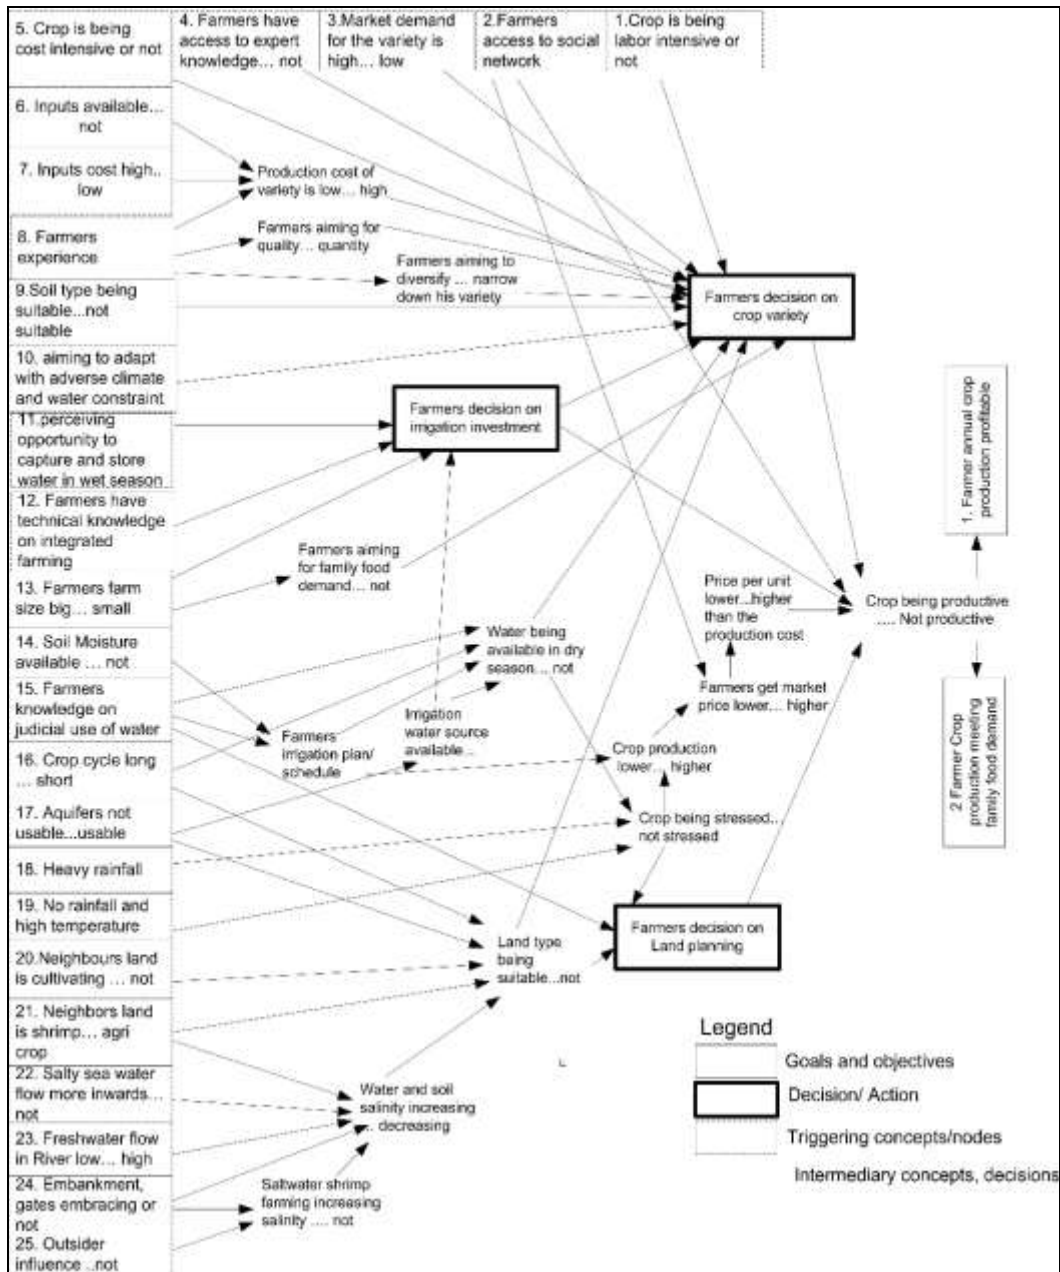 5. Crop is being
cost intensive or not
4. Farmers have
access to expert
knowledge... not
3.Market demand
for the variety is
high... low
2.Farmers
access to social
network
1.Crop is being
labor intensive or
not
6. Inputs available...
not
7. Inputs cost high..
low
8. Farmers
experience
9.Soil type being
suitable...not
suitable
10. aiming to adapt
with adverse climate
and water constraint
11.perceiving
opportunity to
capture and store
water in wet season
12. Farmers have
technical knowledge
on integrated
farming
13. Farmers farm
size big... small
14. Soil Moisture
available ... not
15. Farmers
knowledge on
judicial use of water
16. Crop cycle long
... short
17. Aquifers not
usable...usable
18. Heavy rainfall
19. No rainfall and
high temperature
20.Neighbours land
is cultivating ... not
21. Neighbors land
is shrimp... agri
crop
22. Salty sea water
flow more inwards...
not
23. Freshwater flow
in River low... high
24. Embankment,
gates embracing or
not
25. Outsider
influence ..not
Production cost of
variety is low... high
Farmers aiming for
quality... quantity
Farmers aiming to
diversify ... narrow
down his variety
Farmers decision on
crop variety
Farmers decision on
irrigation investment
Farmers aiming
for family food
demand... not
Water being
available in dry
season... not
Irrigation
water source
available...
Farmers
irrigation plan/
schedule
Price per unit
lower...higher
than the
production cost
Farmers get market
price lower... higher
Crop production
lower... higher
Crop being stressed...
not stressed
Crop being productive
.... Not productive
1. Farmer annual crop
production profitable
2 Farmer Crop
production meeting
family food demand
Farmers decision on
Land planning
Land type
being
suitable...not
Water and soil
salinity increasing
... decreasing
Saltwater shrimp
farming increasing
salinity .... not
Legend
Goals and objectives
Decision/ Action
Triggering concepts/nodes
Intermediary concepts, decisions